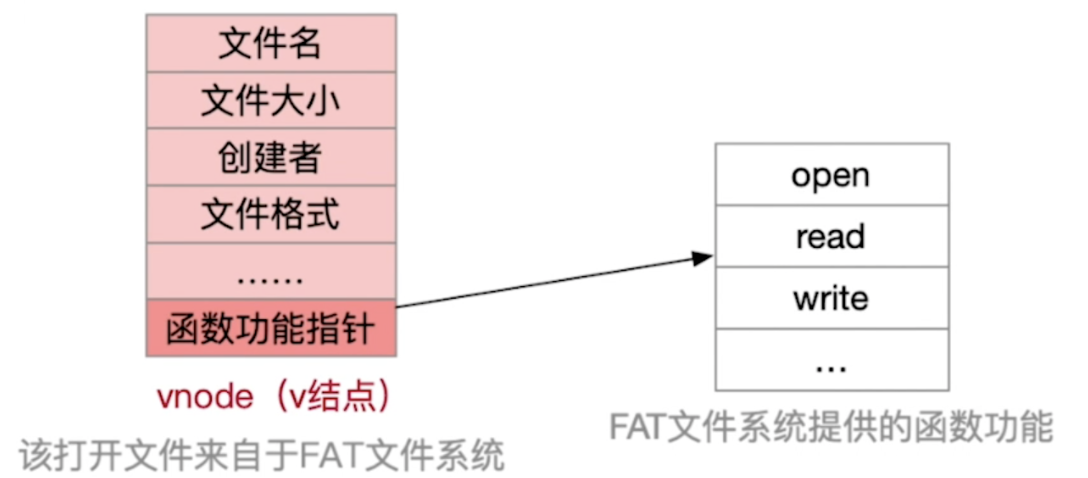 文件名
文件大小
创建者
文件格式
......
函数功能指针
vnode（v结点）
该打开文件来自于FAT文件系统
open
read
write
...
FAT文件系统提供的函数功能